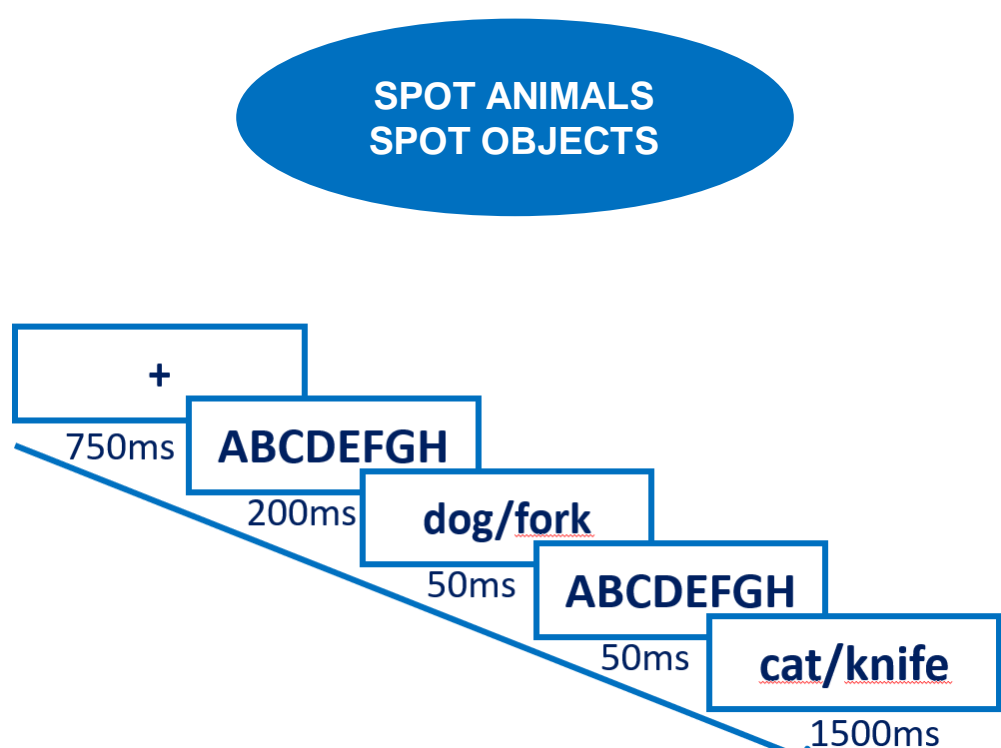 SPOT ANIMALS
SPOT OBJECTS
+
750ms
ABCDEFGH
200ms
dog/fork
50ms
ABCDEFGH
50ms
cat/knife
1500ms